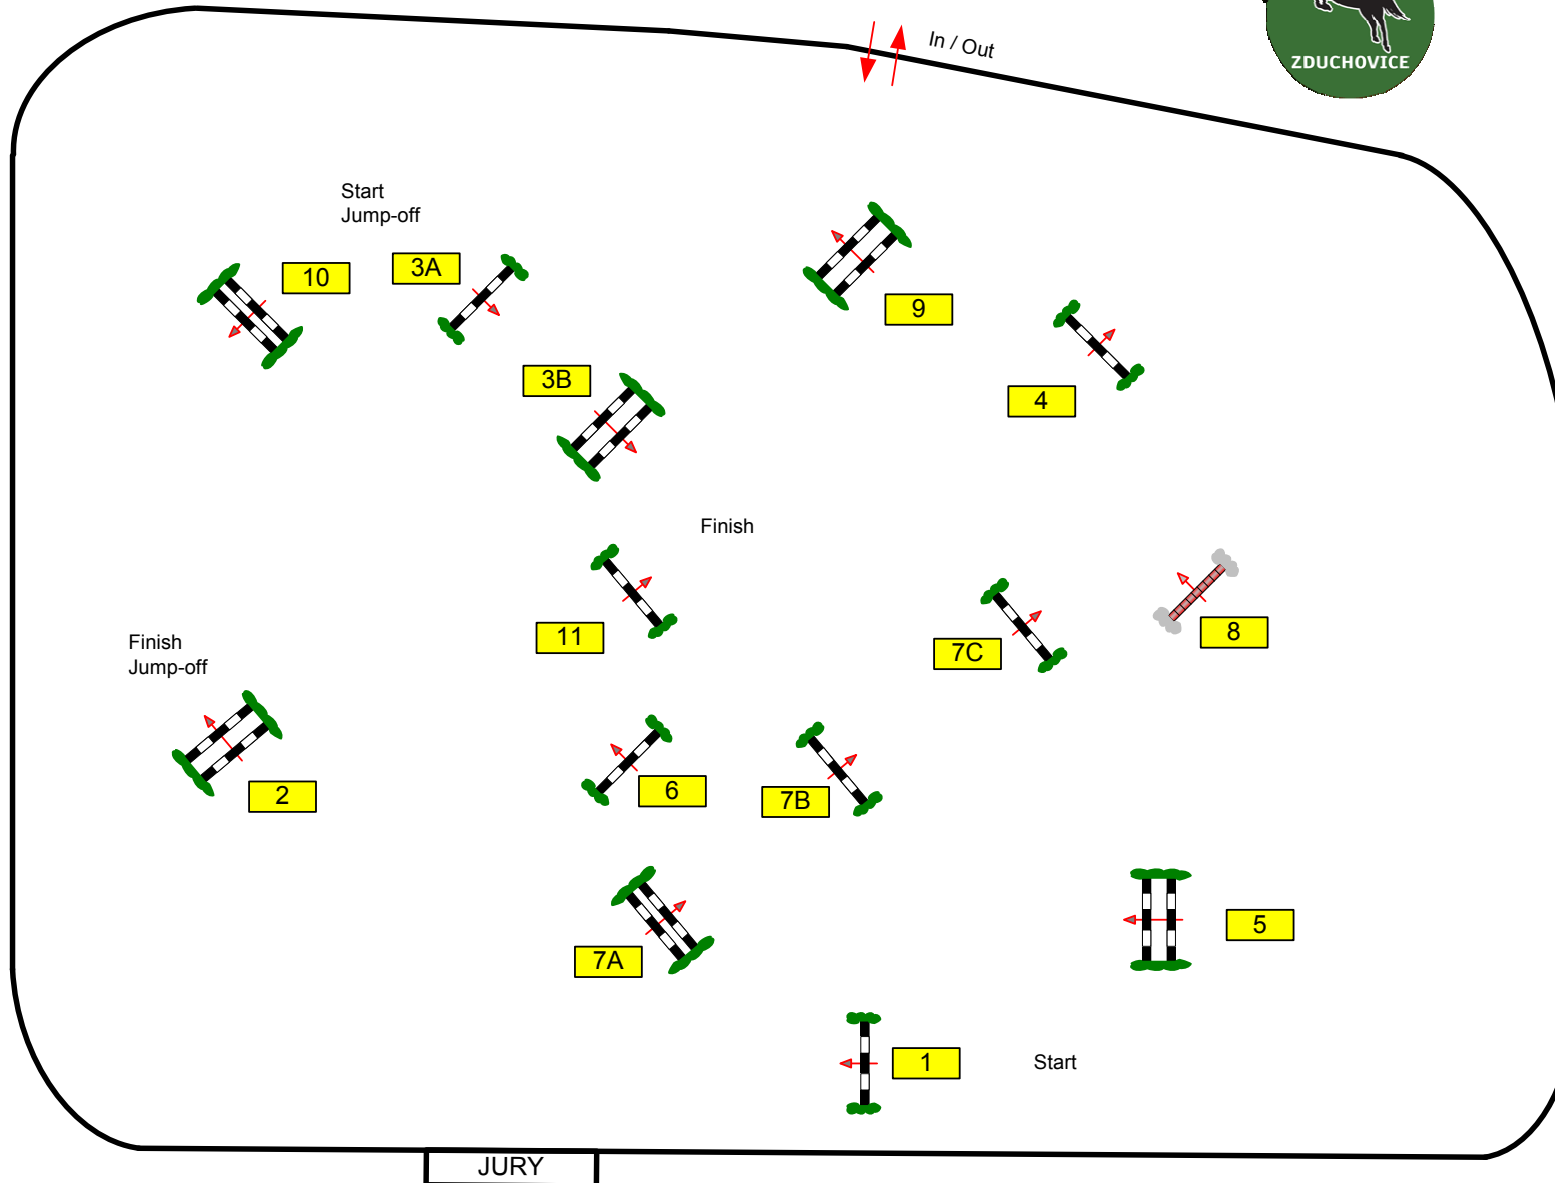 In / Out
ZDUCHOVICE
Start
Jump-off
10
3A
9
3B
4
Finish
11
8
7C
Finish
Jump-off
2
6
7B
5
7A
1
Start
JURY